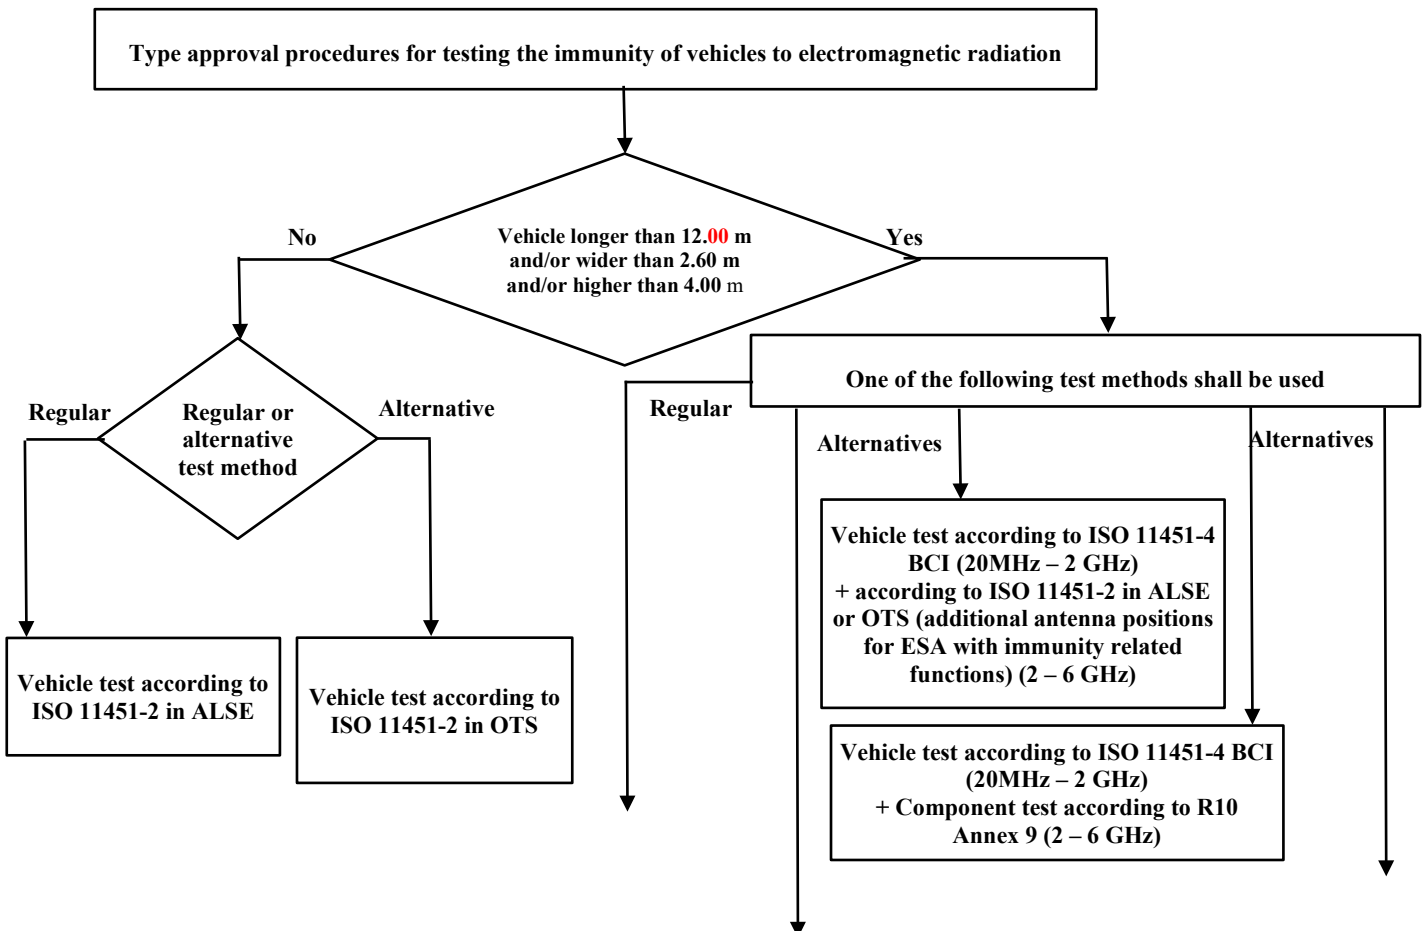 Type approval procedures for testing the immunity of vehicles to electromagnetic radiation
No
Vehicle longer than 12.00 m
and/or wider than 2.60 m
and/or higher than 4.00 m
Yes
One of the following test methods shall be used
Regular
Regular or
alternative
test method
Alternative
Regular
Alternatives
Alternatives
Vehicle test according to ISO 11451-4
BCI (20MHz – 2 GHz)
+ according to ISO 11451-2 in ALSE
or OTS (additional antenna positions
for ESA with immunity related
functions) (2 – 6 GHz)
Vehicle test according to
ISO 11451-2 in ALSE
Vehicle test according to
ISO 11451-2 in OTS
Vehicle test according to ISO 11451-4 BCI
(20MHz – 2 GHz)
+ Component test according to R10
Annex 9 (2 – 6 GHz)